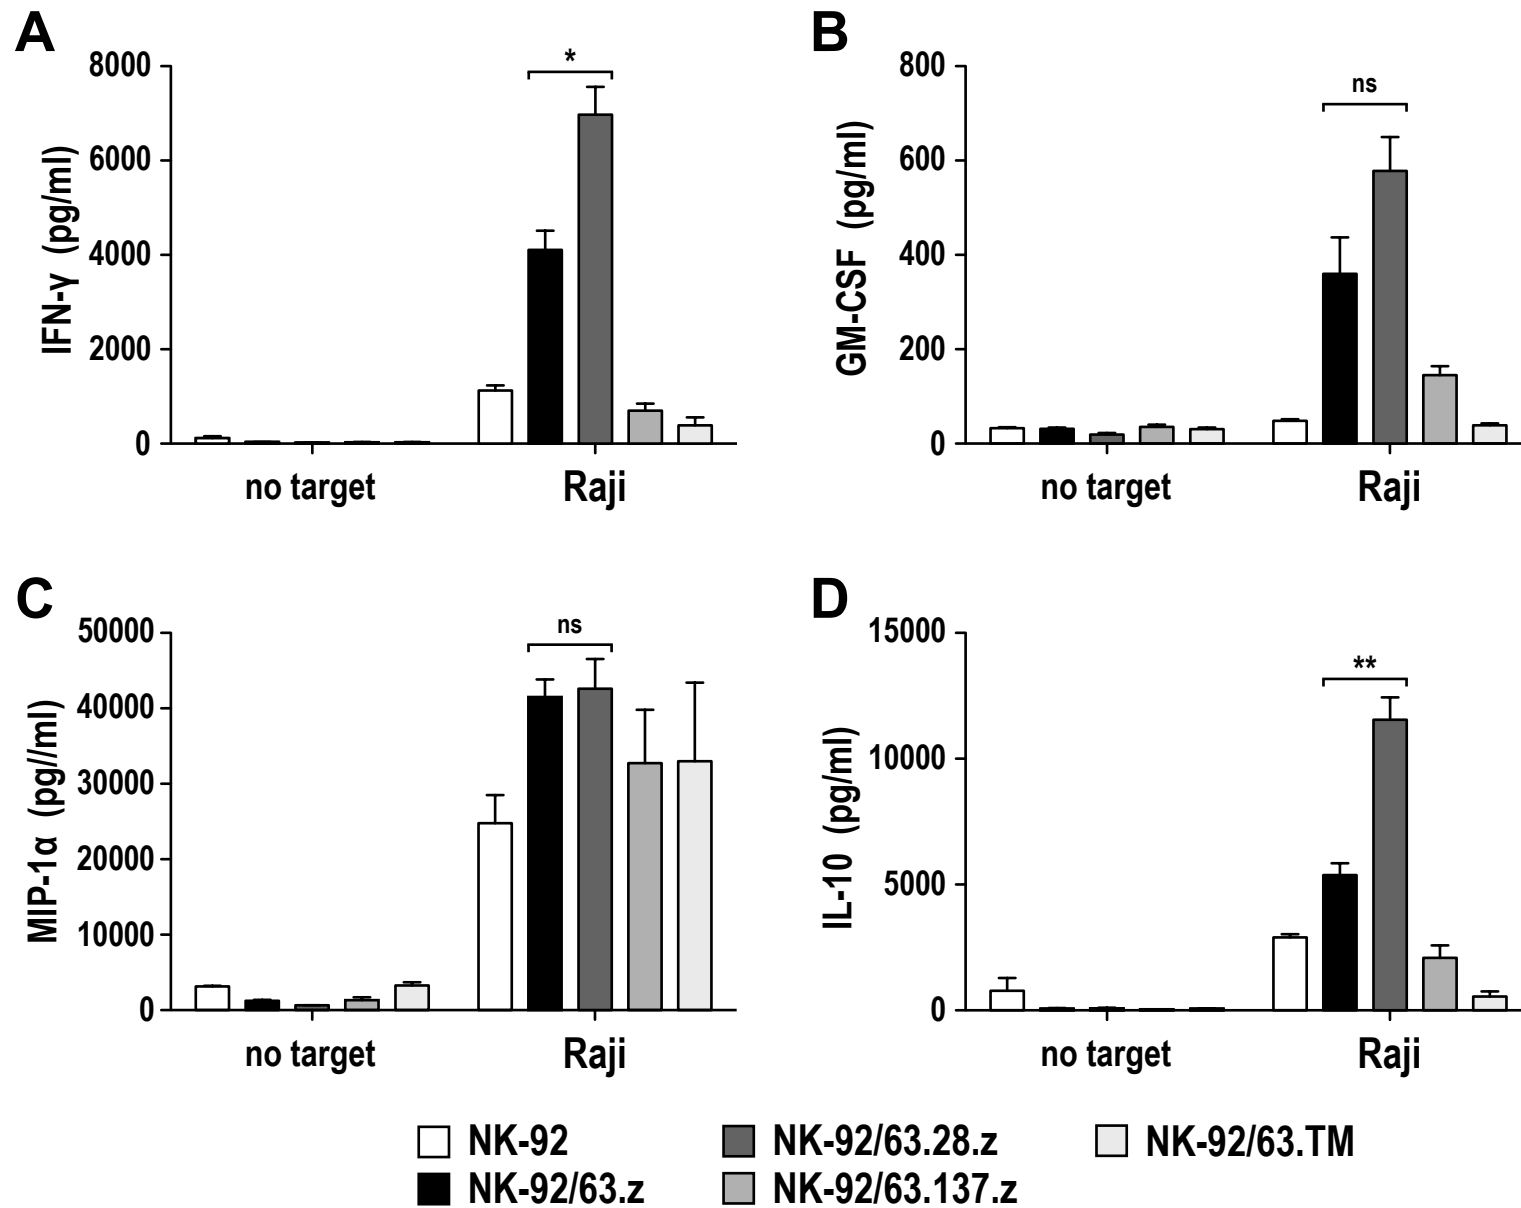 A
IFN-γ (pg/ml)
8000
6000
4000
2000
0
*
no target
Raji
B
GM-CSF (pg/ml)
800
600
400
200
0
ns
no target
Raji
C
MIP-1α (pg//ml)
50000
40000
30000
20000
10000
0
ns
no target
Raji
D
IL-10 (pg/ml)
15000
10000
5000
0
**
no target
Raji
NK-92
NK-92/63.28.z
NK-92/63.TM
NK-92/63.z
NK-92/63.137.z